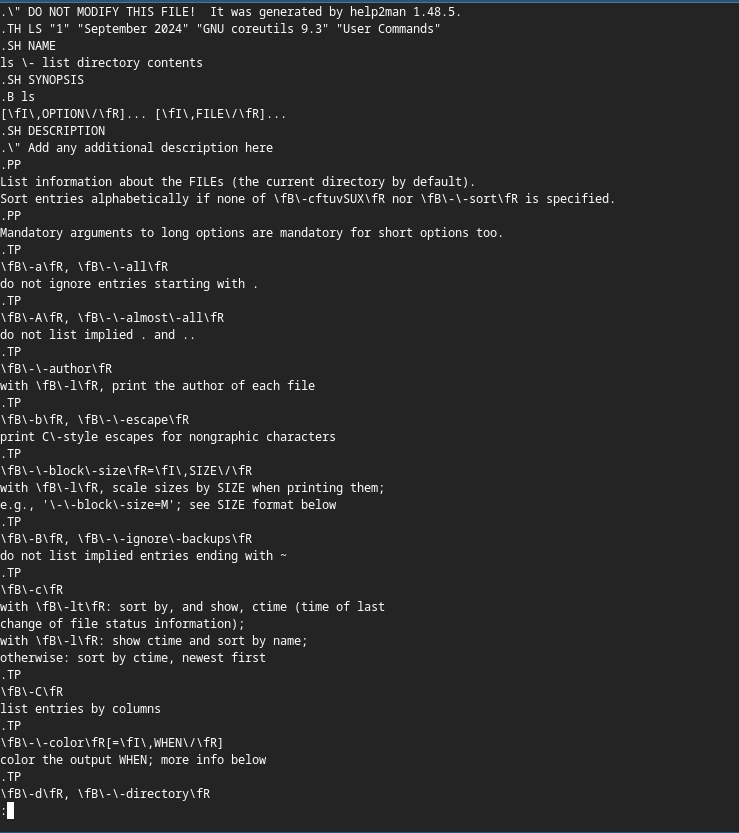 .\" DO NOT MODIFY THIS FILE!  It was generated by help2man 1.48.5.
.TH LS "1" "September 2024" "GNU coreutils 9.3" "User Commands"
.SH NAME
ls \- list directory contents
.SH SYNOPSIS
.B ls
[\fI\,OPTION\/\fR]... [\fI\,FILE\/\fR]...
.SH DESCRIPTION
.\" Add any additional description here
.PP
List information about the FILEs (the current directory by default).
Sort entries alphabetically if none of \fB\-cftuvSUX\fR nor \fB\-\-sort\fR is specified.
.PP
Mandatory arguments to long options are mandatory for short options too.
.TP
\fB\-a\fR, \fB\-\-all\fR
do not ignore entries starting with .
.TP
\fB\-A\fR, \fB\-\-almost\-all\fR
do not list implied . and ..
.TP
\fB\-\-author\fR
with \fB\-l\fR, print the author of each file
.TP
\fB\-b\fR, \fB\-\-escape\fR
print C\-style escapes for nongraphic characters
.TP
\fB\-\-block\-size\fR=\fI\,SIZE\/\fR
with \fB\-l\fR, scale sizes by SIZE when printing them;
e.g., '\-\-block\-size=M'; see SIZE format below
.TP
\fB\-B\fR, \fB\-\-ignore\-backups\fR
do not list implied entries ending with ~
.TP
\fB\-c\fR
with \fB\-lt\fR: sort by, and show, ctime (time of last
change of file status information);
with \fB\-l\fR: show ctime and sort by name;
otherwise: sort by ctime, newest first
.TP
\fB\-C\fR
list entries by columns
.TP
\fB\-\-color\fR[=\fI\,WHEN\/\fR]
color the output WHEN; more info below
.TP
\fB\-d\fR, \fB\-\-directory\fR
: